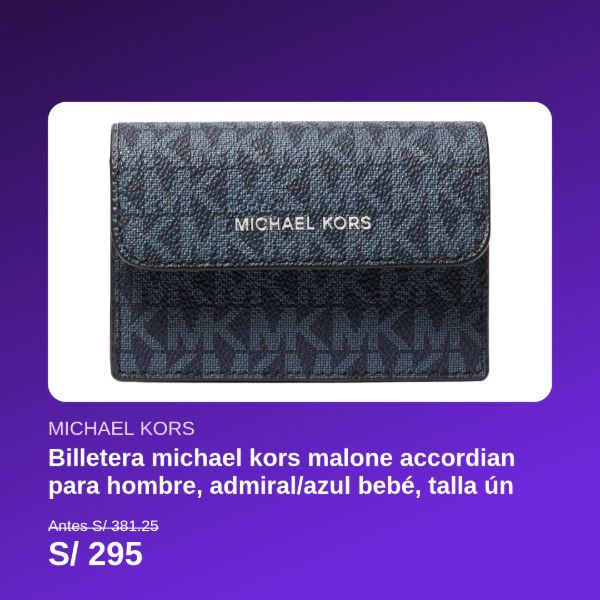 MICHAEL KORS
MICHAEL KORS
Billetera michael kors malone accordian
para hombre, admiral/azul bebé, talla ún
Antes S/ 381.25
S/ 295